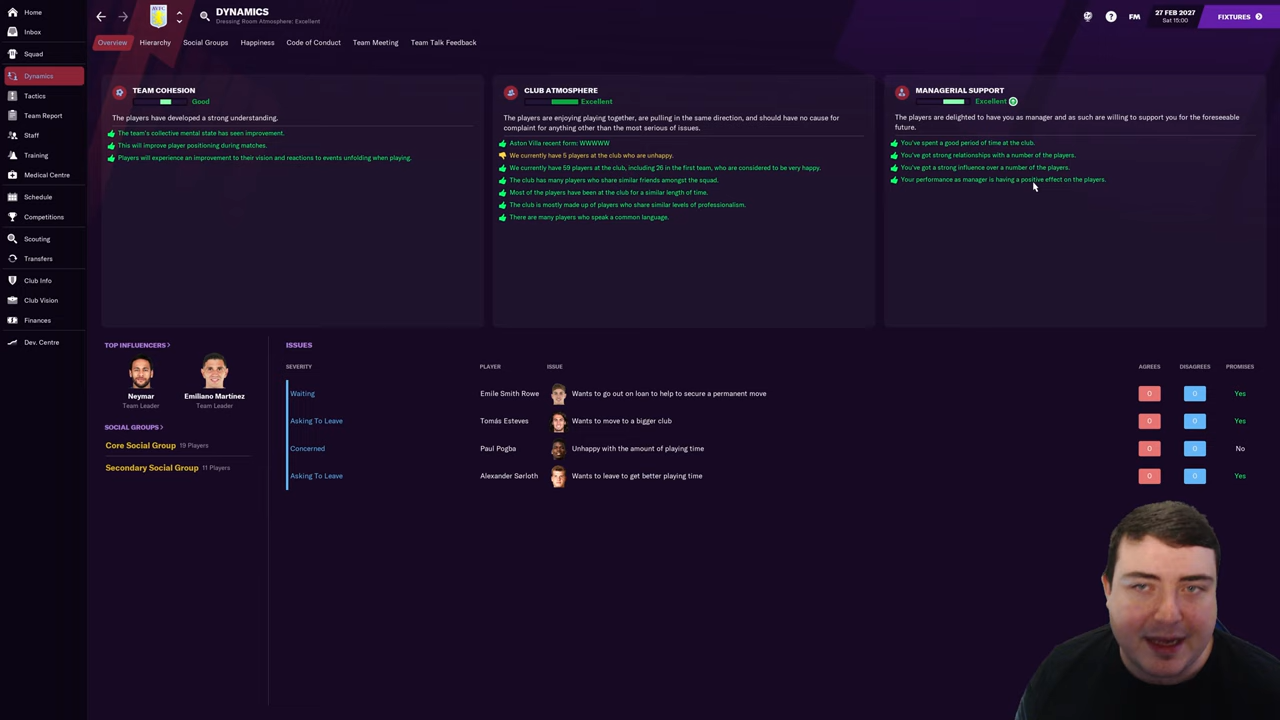 Home
Inbox
Squad
Dynamics
Tactics
Team Report
Staff
Training
Medical Centre
Schedule
Competitions
Scouting
Transfers
Club Info
Club Vision
Finances
Dev. Centre
AVFC
DYNAMICS
Dressing Room Atmosphere: Excellent
FM
27 FEB 2027
Sat 15:00
FIXTURES
Overview Hierarchy Social Groups Happiness Code of Conduct Team Meeting Team Talk Feedback
TEAM COHESION
Good
The players have developed a strong understanding.
The team's collective mental state has seen improvement.
This will improve player positioning during matches.
Players will experience an improvement to their vision and reactions to events unfolding when playing.
CLUB ATMOSPHERE
Excellent
The players are enjoying playing together, are pulling in the same direction, and should have no cause for
complaint for anything other than the most serious of issues.
Aston Villa recent form: WWWWW
We currently have 5 players at the club who are unhappy.
We currently have 59 players at the club, including 26 in the first team, who are considered to be very happy.
The club has many players who share similar friends amongst the squad.
Most of the players have been at the club for a similar length of time.
The club is mostly made up of players who share similar levels of professionalism.
There are many players who speak a common language.
MANAGERIAL SUPPORT
Excellent
The players are delighted to have you as manager and as such are willing to support you for the foreseeable
future.
You've spent a good period of time at the club.
You've got strong relationships with a number of the players.
You've got a strong influence over a number of the players.
Your performance as manager is having a positive effect on the players.
TOP INFLUENCERS >
Neymar
Team Leader
Emiliano Martínez
Team Leader
SOCIAL GROUPS >
Core Social Group 19 Players
Secondary Social Group 11 Players
ISSUES
SEVERITY PLAYER ISSUE AGREES DISAGREES PROMISES
Waiting Emile Smith Rowe Wants to go out on loan to help to secure a permanent move 0 0 Yes
Asking To Leave Tomás Esteves Wants to move to a bigger club 0 0 Yes
Concerned Paul Pogba Unhappy with the amount of playing time 0 0 No
Asking To Leave Alexander Sørloth Wants to leave to get better playing time 0 0 Yes